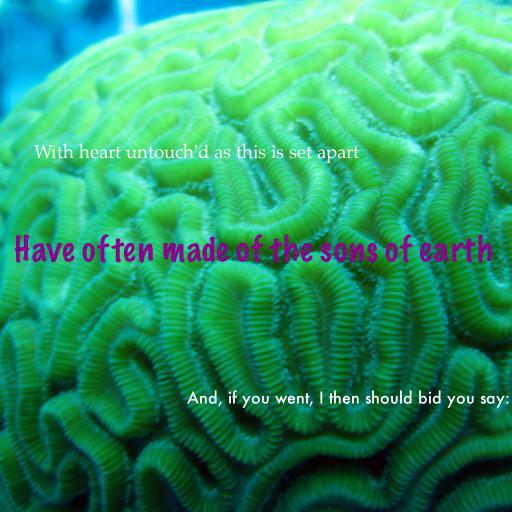 With heart untouch'd as this is set apart
Have often made of the sons of earth
And, if you went, I then should bid you say: